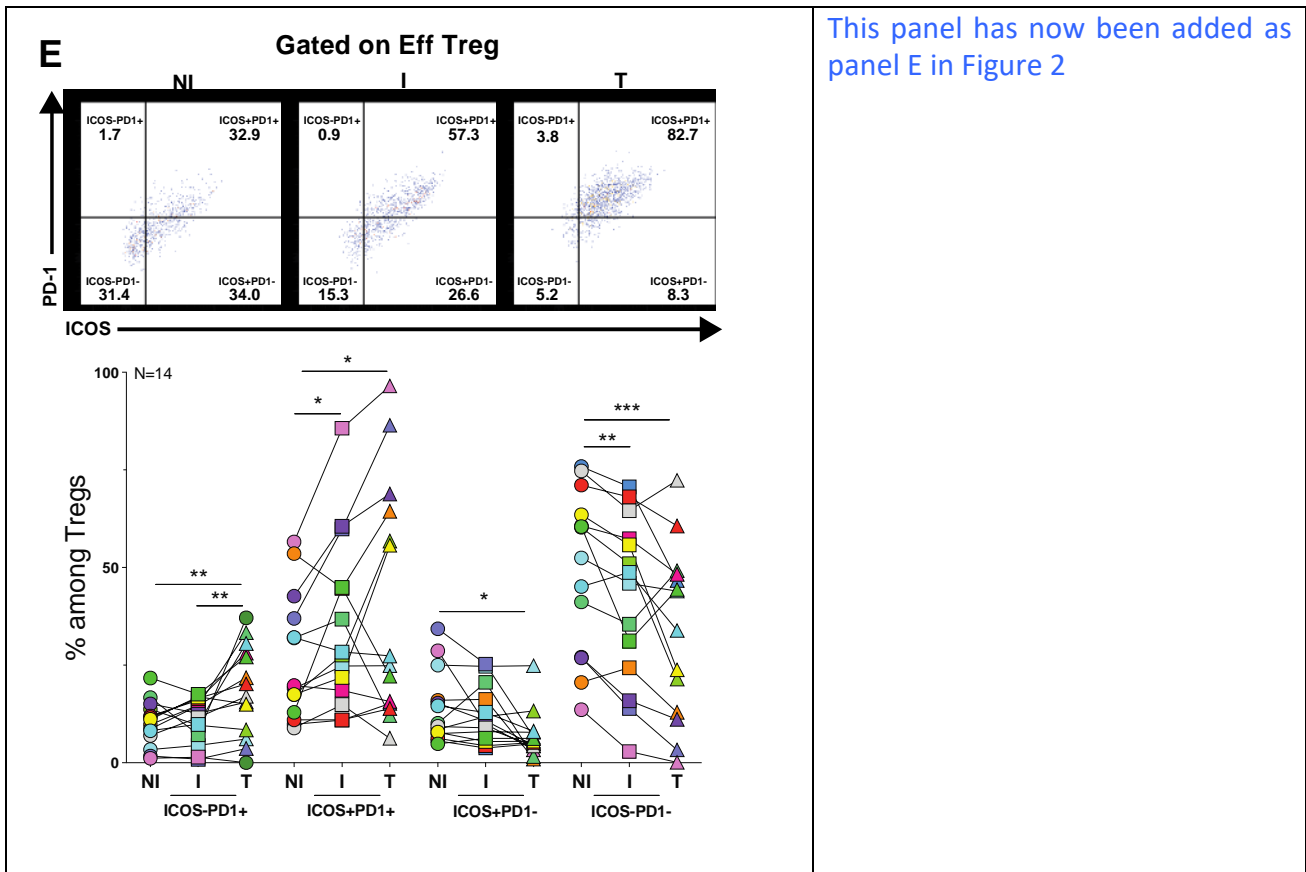 E
Gated on Eff Treg
NI I T
ICOS-PD1+ ICOS+PD1+ ICOS-PD1+ ICOS+PD1+ ICOS-PD1+ ICOS+PD1+
1.7 32.9 0.9 57.3 3.8 82.7
ICOS-PD1- ICOS+PD1- ICOS-PD1- ICOS+PD1- ICOS-PD1- ICOS+PD1-
31.4 34.0 15.3 26.6 5.2 8.3
PD-1
ICOS
100 N=14
50
0
% among Tregs
** ** * * * *** **
NI I T NI I T NI I T NI I T
ICOS-PD1+ ICOS+PD1+ ICOS+PD1- ICOS-PD1-
This panel has now been added as
panel E in Figure 2